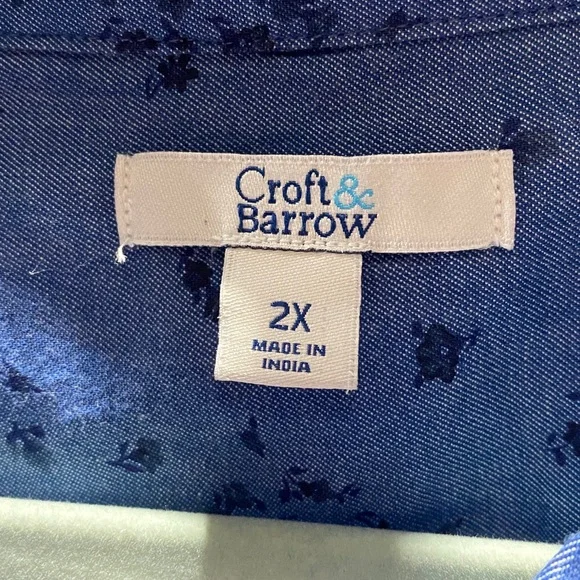 Croft&
Barrow
2X
MADE IN
INDIA